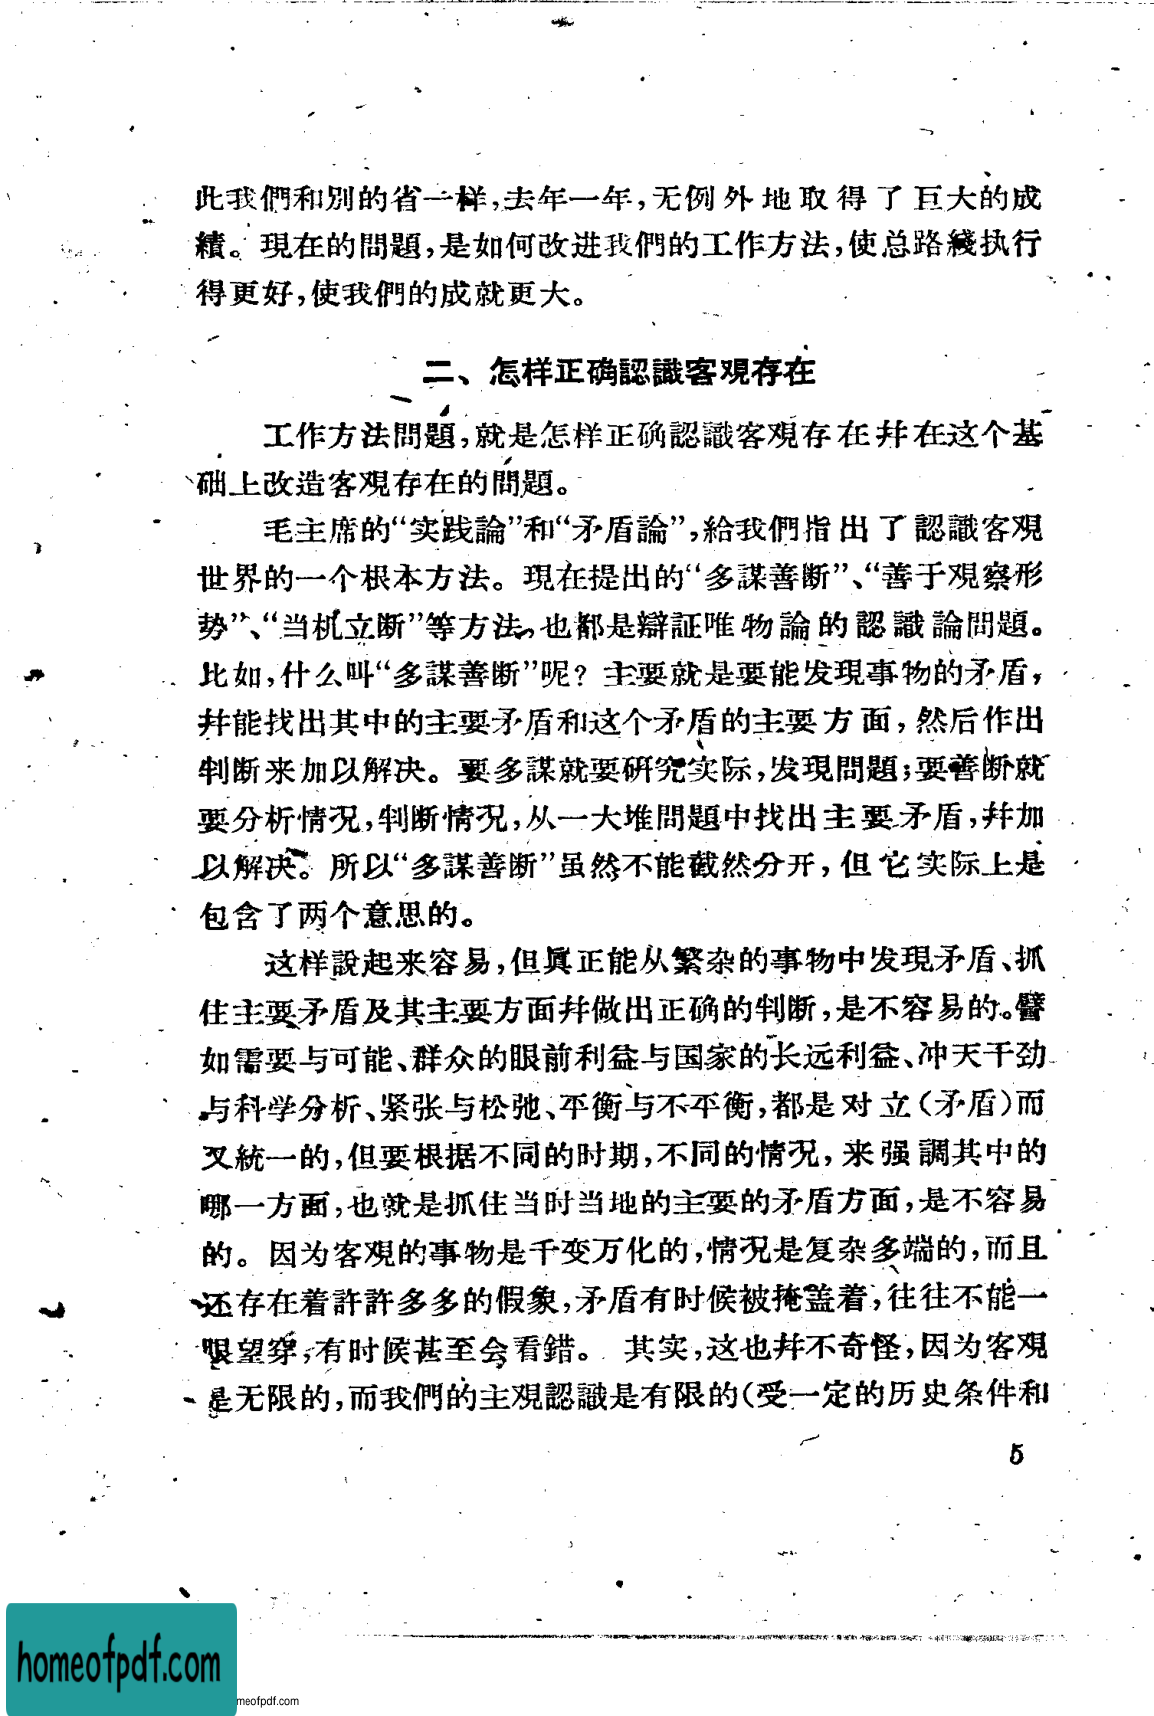 此我們和別的省一样,去年一年,无例外地取得了巨大的成
績。現在的問題,是如何改进我們的工作方法,使总路綫执行
得更好,使我們的成就更大。
二、怎样正确認識客观存在
工作方法問題,就是怎样正确認識客观存在幷在这个基
础上改造客观存在的問題。
毛主席的“实践論”和“矛盾論”,給我們指出了認識客观
世界的一个根本方法。現在提出的“多謀善断”、“善于观察形
势”、“当机立断”等方法,也都是辯証唯物論的認識論問題。
比如,什么叫“多謀善断”呢?主要就是要能发現事物的矛盾,
幷能找出其中的主要矛盾和这个矛盾的主要方面,然后作出
判断来加以解决。要多謀就要研究实际,发現問題;要善断就
要分析情况,判断情况,从一大堆問題中找出主要矛盾,幷加
以解决。所以“多謀善断”虽然不能截然分开,但它实际上是
包含了两个意思的。
这样說起来容易,但眞正能从繁杂的事物中发現矛盾、抓
住主要矛盾及其主要方面幷做出正确的判断,是不容易的。譬
如需要与可能、群众的眼前利益与国家的长远利益、冲天干劲
与科学分析、紧张与松弛、平衡与不平衡,都是对立(矛盾)而
又統一的,但要根据不同的时期,不同的情况,来强調其中的
哪一方面,也就是抓住当时当地的主要的矛盾方面,是不容易
的。因为客观的事物是千变万化的,情况是复杂多端的,而且
还存在着許許多多的假象,矛盾有时候被掩盖着,往往不能一
眼望穿,有时候甚至会看錯。其实,这也幷不奇怪,因为客观
是无限的,而我們的主观認識是有限的(受一定的历史条件和
5
homeofpdf.com
meofpdf.com